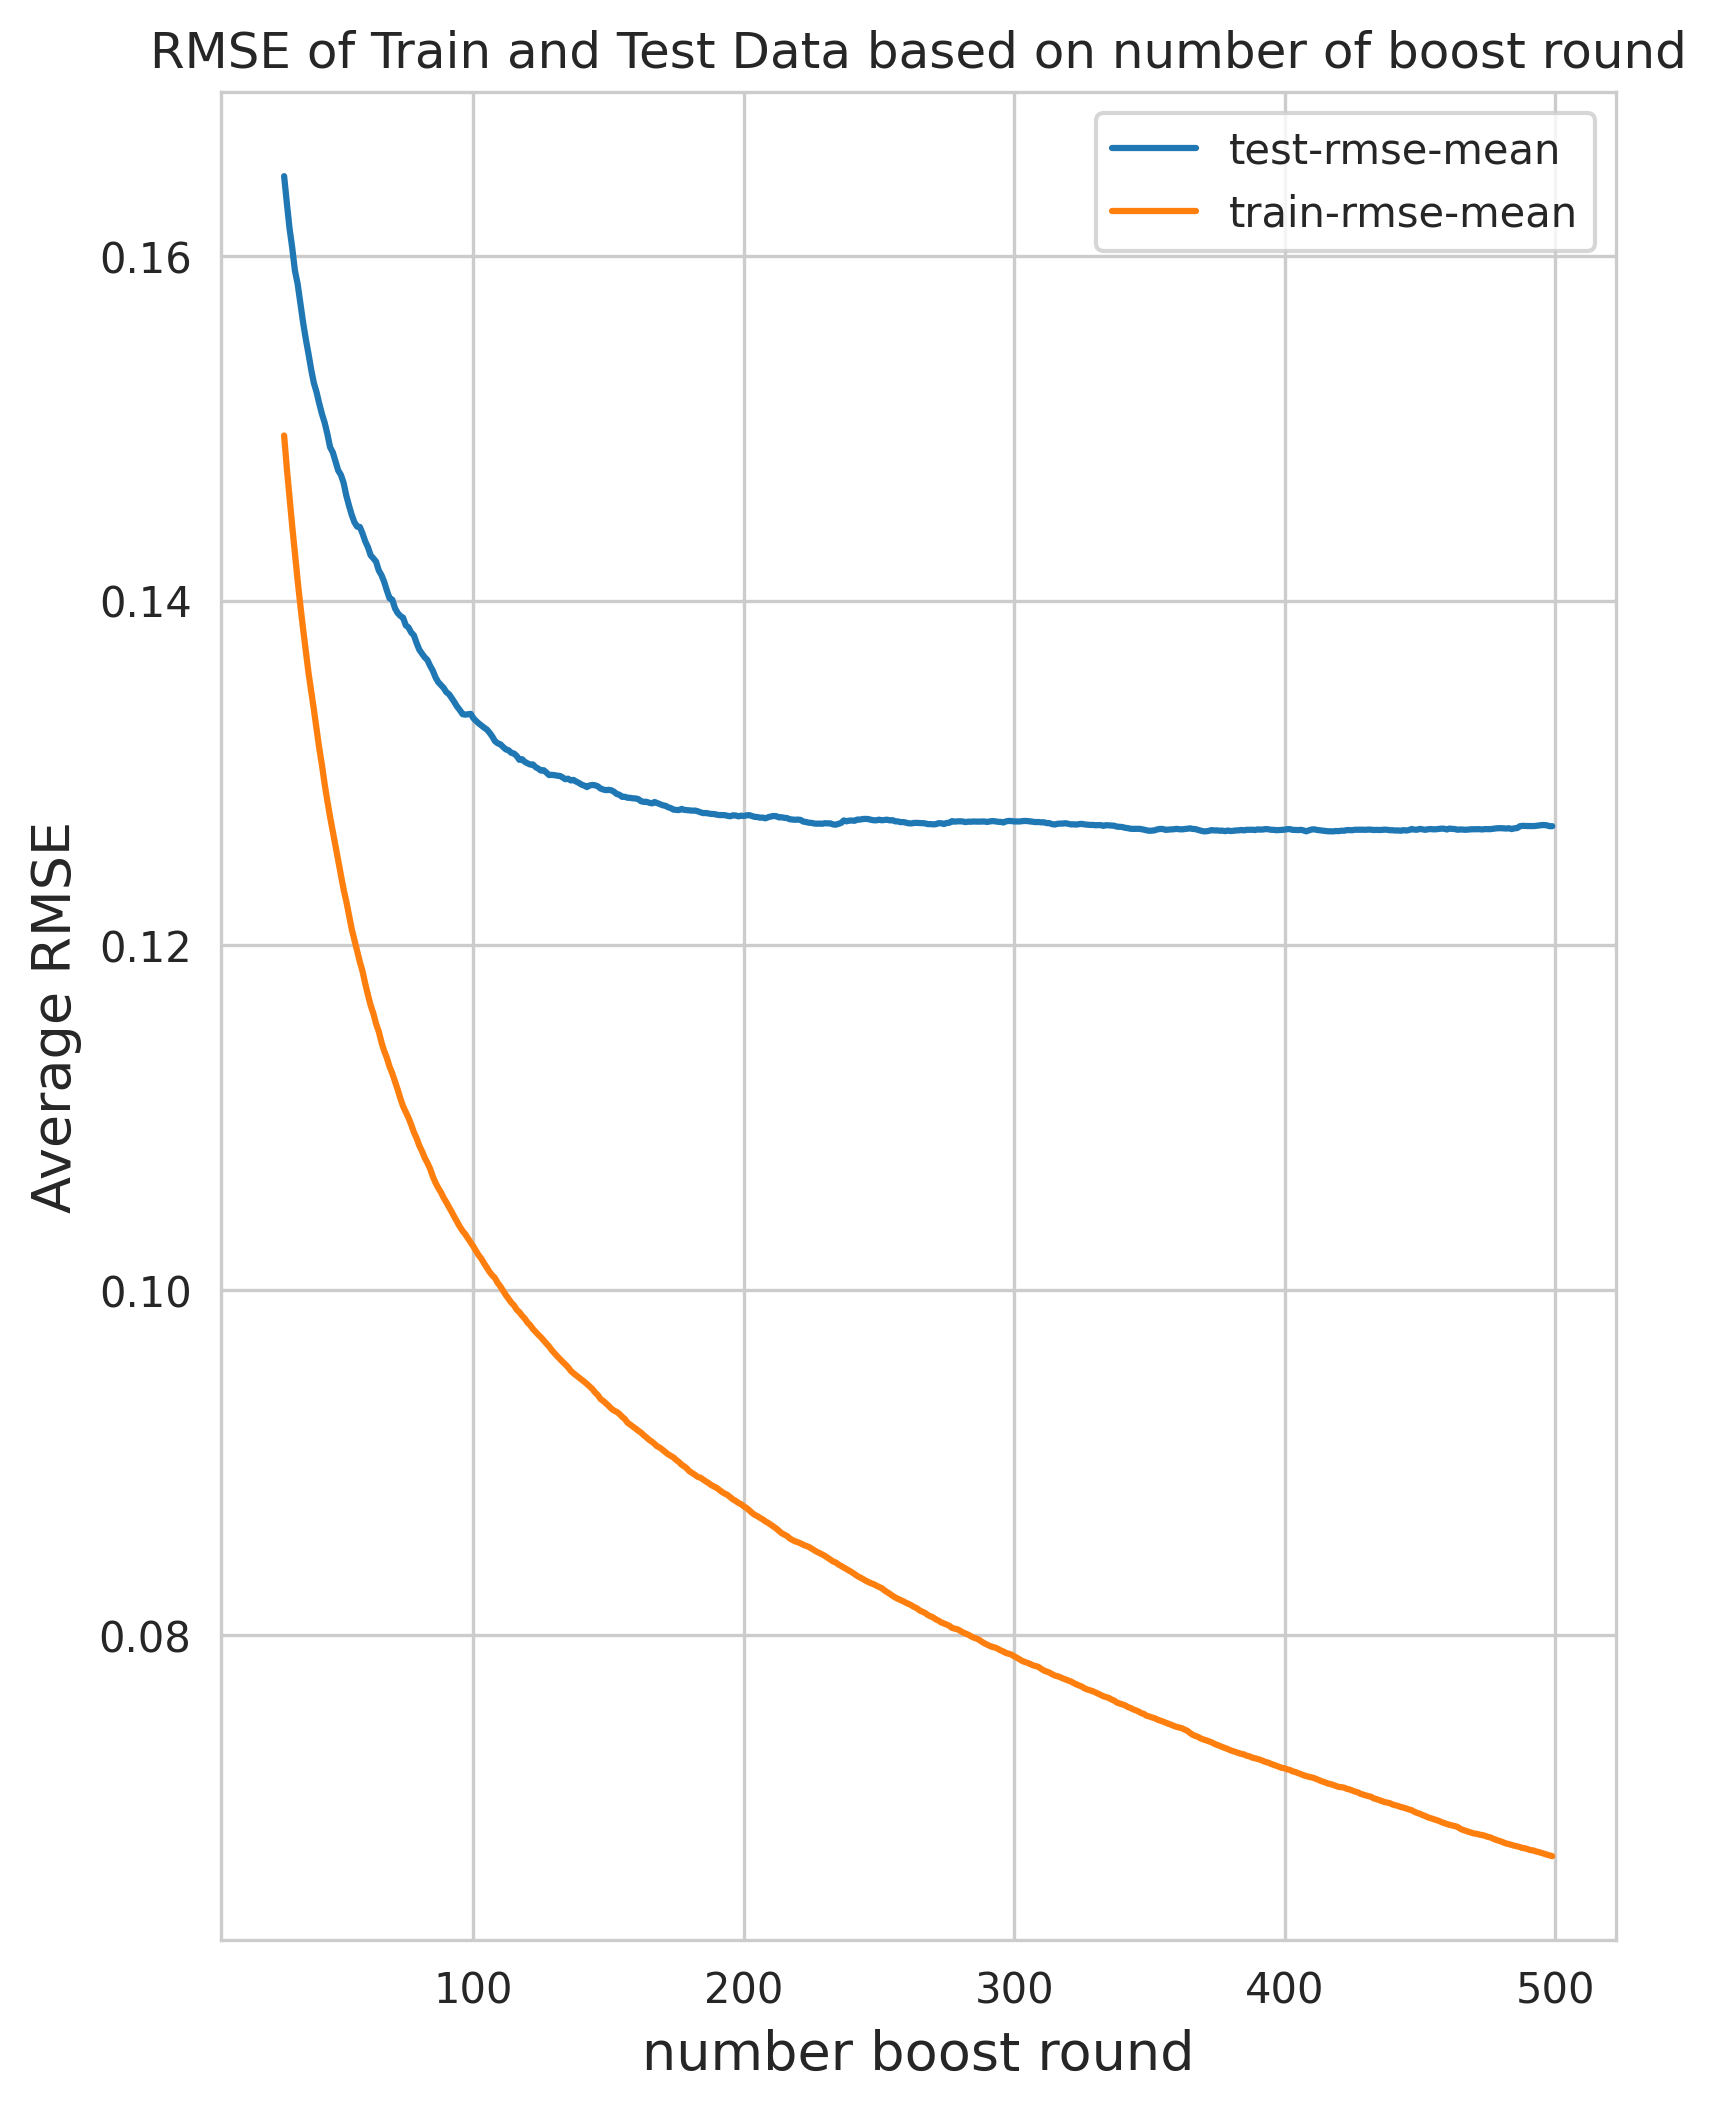 RMSE of Train and Test Data based on number of boost round
test-rmse-mean
train-rmse-mean
Average RMSE
0.16
0.14
0.12
0.10
0.08
100 200 300 400 500
number boost round